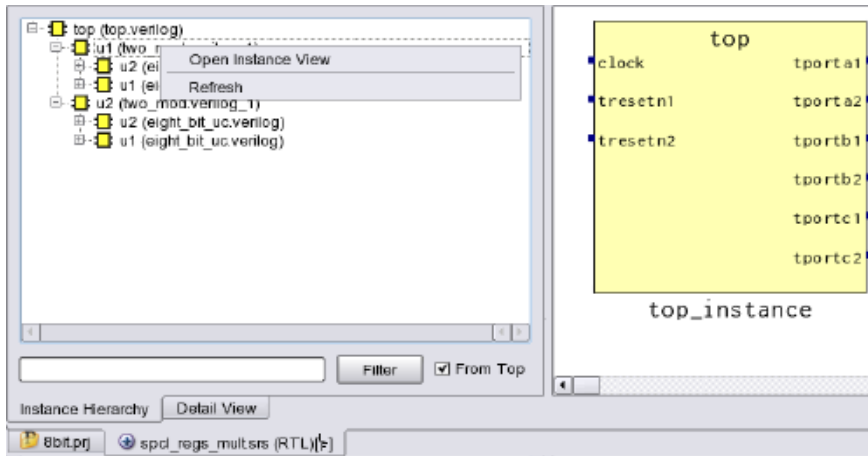 top (top.verilog)
u1 (two_
Open Instance View
u2 (ei
u1 (ei
Refresh
u2 (two_mod.verilog_1)
u2 (eight_bit_uc.verilog)
u1 (eight_bit_uc.verilog)
Filter
From Top
Instance Hierarchy
Detail View
8bit.prj
spcl_regs_mult.srs (RTL)
top
clock
tporta1
tresetn1
tporta2
tresetn2
tportb1
tportb2
tportc1
tportc2
top_instance